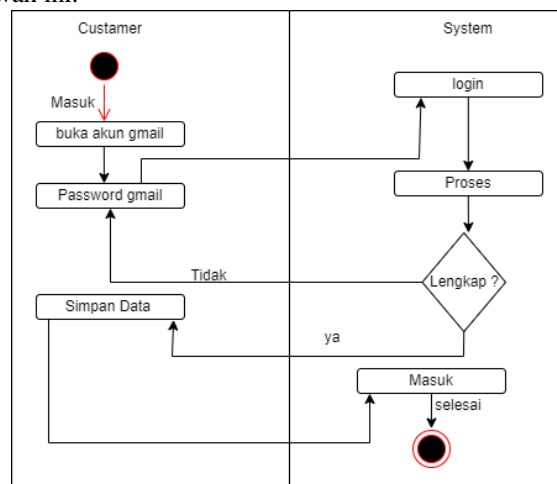 Custamer
System
login
Masuk
buka akun gmail
Proses
Password gmail
Tidak
Lengkap ?
Simpan Data
ya
Masuk
selesai